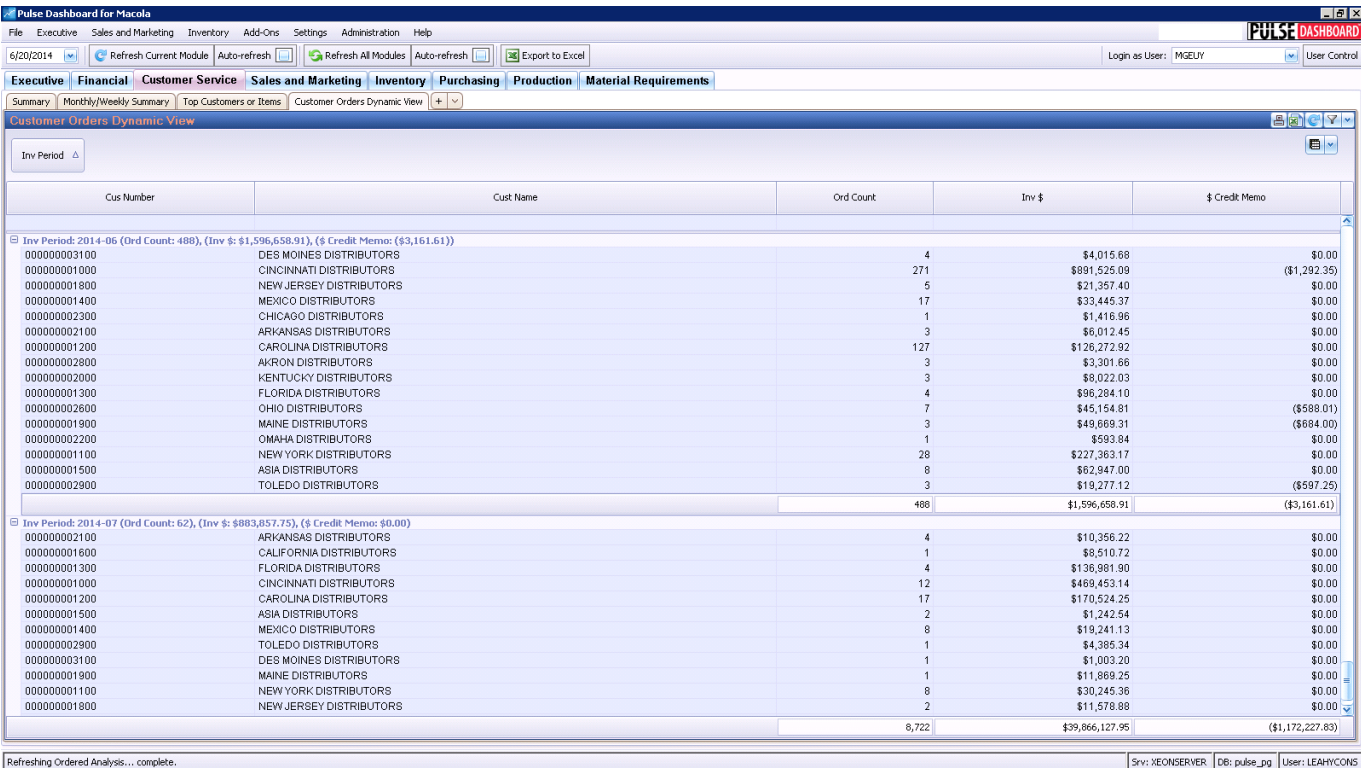 Pulse Dashboard for Macola
File Executive Sales and Marketing Inventory Add-Ons Settings Administration Help
PULSE DASHBOARD
6/20/2014 Refresh Current Module Auto-refresh Refresh All Modules Auto-refresh Export to Excel Login as User: MGEUY User Control
Executive Financial Customer Service Sales and Marketing Inventory Purchasing Production Material Requirements
Summary Monthly/Weekly Summary Top Customers or Items Customer Orders Dynamic View +
Customer Orders Dynamic View
Inv Period
Cus Number Cust Name Ord Count Inv $ $ Credit Memo
Inv Period: 2014-06 (Ord Count: 488), (Inv $: $1,596,658.91), ($ Credit Memo: ($3,161.61))
000000003100 DES MOINES DISTRIBUTORS 4 $4,015.68 $0.00
000000001000 CINCINNATI DISTRIBUTORS 271 $891,525.09 ($1,292.35)
000000001800 NEW JERSEY DISTRIBUTORS 5 $21,357.40 $0.00
000000001400 MEXICO DISTRIBUTORS 17 $33,445.37 $0.00
000000002300 CHICAGO DISTRIBUTORS 1 $1,416.96 $0.00
000000002100 ARKANSAS DISTRIBUTORS 3 $6,012.45 $0.00
000000001200 CAROLINA DISTRIBUTORS 127 $126,272.92 $0.00
000000002800 AKRON DISTRIBUTORS 3 $3,301.66 $0.00
000000002000 KENTUCKY DISTRIBUTORS 3 $8,022.03 $0.00
000000001300 FLORIDA DISTRIBUTORS 4 $96,284.10 $0.00
000000002600 OHIO DISTRIBUTORS 7 $45,154.81 ($588.01)
000000001900 MAINE DISTRIBUTORS 3 $49,669.31 ($684.00)
000000002200 OMAHA DISTRIBUTORS 1 $593.84 $0.00
000000001100 NEW YORK DISTRIBUTORS 28 $227,363.17 $0.00
000000001500 ASIA DISTRIBUTORS 8 $62,947.00 $0.00
000000002900 TOLEDO DISTRIBUTORS 3 $19,277.12 ($597.25)
488 $1,596,658.91 ($3,161.61)
Inv Period: 2014-07 (Ord Count: 62), (Inv $: $883,857.75), ($ Credit Memo: $0.00)
000000002100 ARKANSAS DISTRIBUTORS 4 $10,356.22 $0.00
000000001600 CALIFORNIA DISTRIBUTORS 1 $8,510.72 $0.00
000000001300 FLORIDA DISTRIBUTORS 4 $136,981.90 $0.00
000000001000 CINCINNATI DISTRIBUTORS 12 $469,453.14 $0.00
000000001200 CAROLINA DISTRIBUTORS 17 $170,524.25 $0.00
000000001500 ASIA DISTRIBUTORS 2 $1,242.54 $0.00
000000001400 MEXICO DISTRIBUTORS 8 $19,241.13 $0.00
000000002900 TOLEDO DISTRIBUTORS 1 $4,385.34 $0.00
000000003100 DES MOINES DISTRIBUTORS 1 $1,003.20 $0.00
000000001900 MAINE DISTRIBUTORS 1 $11,869.25 $0.00
000000001100 NEW YORK DISTRIBUTORS 8 $30,245.36 $0.00
000000001800 NEW JERSEY DISTRIBUTORS 2 $11,578.88 $0.00
8,722 $39,866,127.95 ($1,172,227.83)
Refreshing Ordered Analysis... complete. Srv: XEONSERVER DB: pulse_pg User: LEAHYCONS